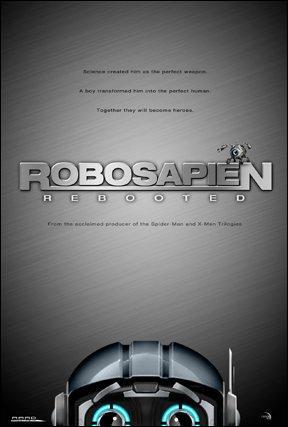 Science created him as the perfect weapon.
A boy transformed him into the perfect human.
Together they will become heroes.
ROBOSAPIEN
REBOOTED
From the acclaimed producer of the Spider-Man and X-Men Trilogies